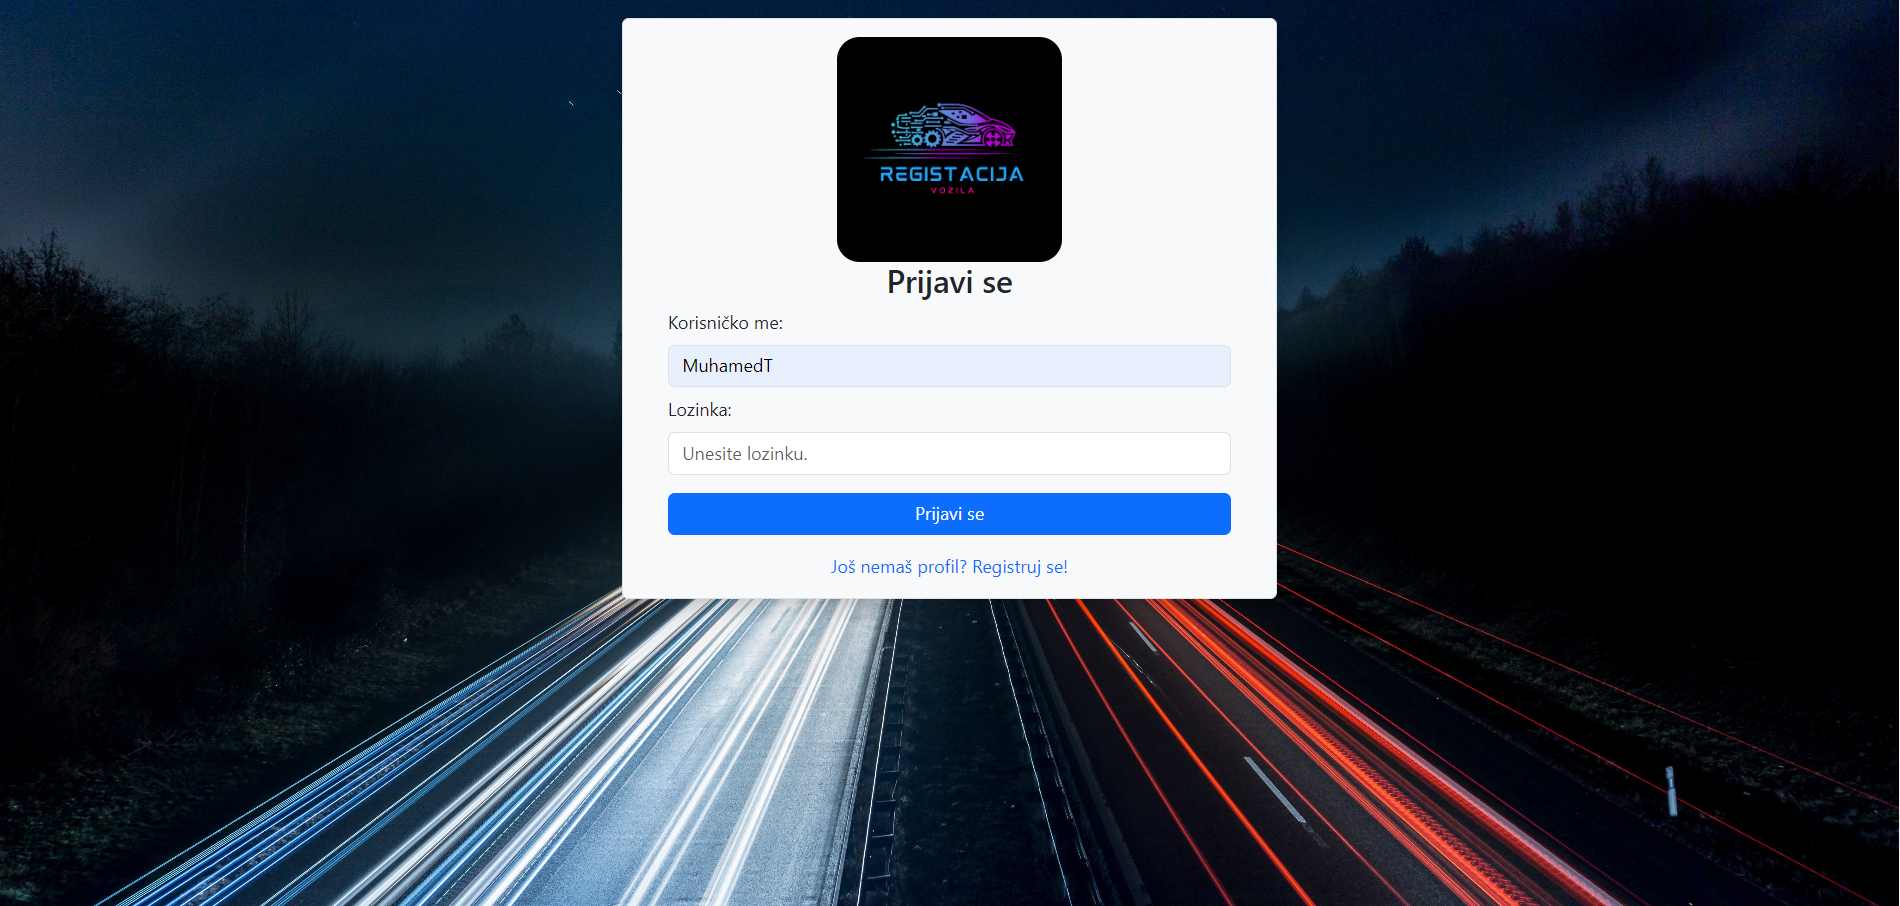 REGISTACIJA
VOZILA
Prijavi se
Korisničko me:
MuhamedT
Lozinka:
Unesite lozinku.
Prijavi se
Još nemaš profil? Registruj se!